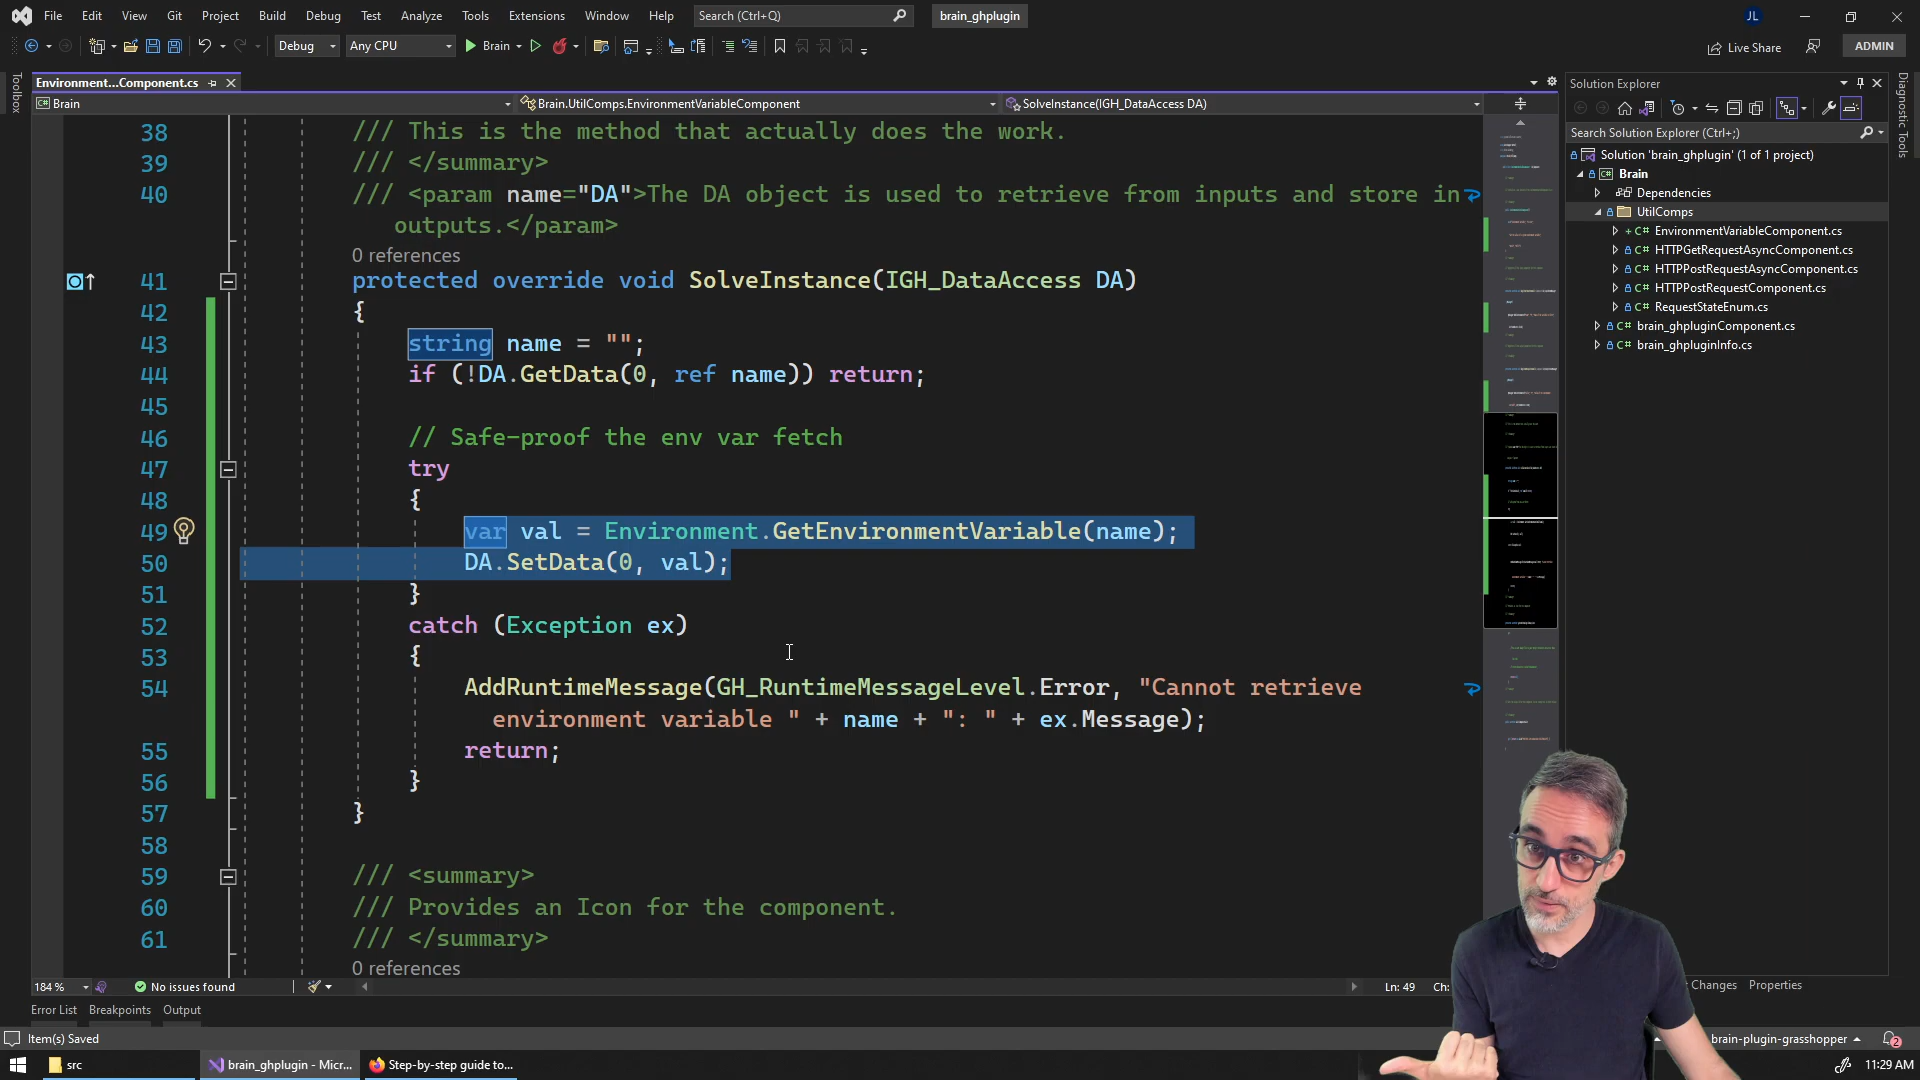 File Edit View Git Project Build Debug Test Analyze Tools Extensions Window Help Search (Ctrl+Q) brain_ghplugin JL
Debug Any CPU Brain Live Share ADMIN
Toolbox
Environment...Component.cs
Brain Brain.UtilComps.EnvironmentVariableComponent SolveInstance(IGH_DataAccess DA)
38 /// This is the method that actually does the work.
39 /// </summary>
40 /// <param name="DA">The DA object is used to retrieve from inputs and store in
outputs.</param>
0 references
41 protected override void SolveInstance(IGH_DataAccess DA)
42 {
43 string name = "";
44 if (!DA.GetData(0, ref name)) return;
45
46 // Safe-proof the env var fetch
47 try
48 {
49 var val = Environment.GetEnvironmentVariable(name);
50 DA.SetData(0, val);
51 }
52 catch (Exception ex)
53 {
54 AddRuntimeMessage(GH_RuntimeMessageLevel.Error, "Cannot retrieve
environment variable " + name + ": " + ex.Message);
55 return;
56 }
57 }
58
59 /// <summary>
60 /// Provides an Icon for the component.
61 /// </summary>
0 references
184 % No issues found Ln: 49 Ch:
Error List Breakpoints Output
Item(s) Saved
Solution Explorer
Search Solution Explorer (Ctrl+;)
Solution 'brain_ghplugin' (1 of 1 project)
Brain
Dependencies
UtilComps
EnvironmentVariableComponent.cs
HTTPGetRequestAsyncComponent.cs
HTTPPostRequestAsyncComponent.cs
HTTPPostRequestComponent.cs
RequestStateEnum.cs
brain_ghpluginComponent.cs
brain_ghpluginInfo.cs
Diagnostic Tools
Changes Properties
brain-plugin-grasshopper 2
src brain_ghplugin - Micr... Step-by-step guide to... 11:29 AM